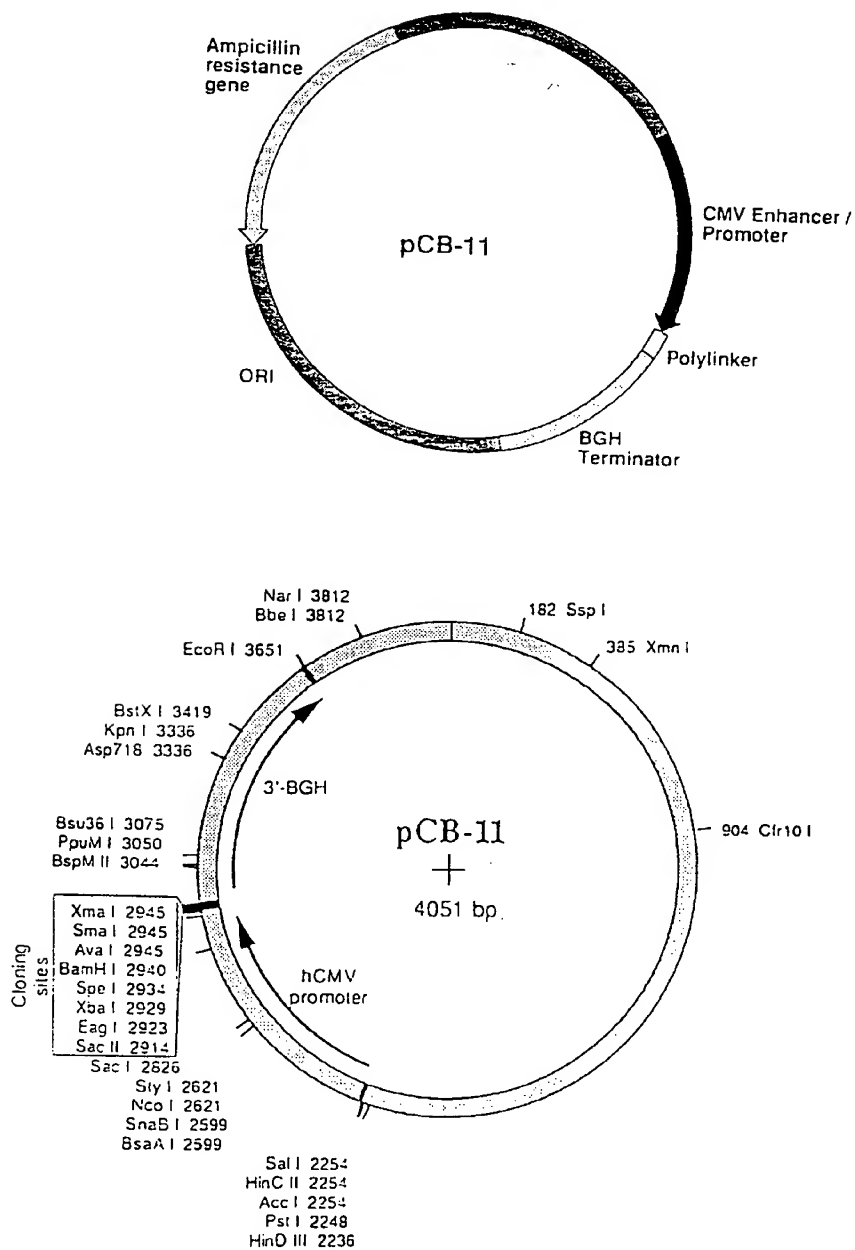 Ampicillin
resistance
gene
pCB-11
CMV Enhancer /
Promoter
Polylinker
BGH
Terminator
ORI
Nar I 3812
Bbe I 3812
EcoR I 3651
182 Ssp I
385 Xmn I
BstX I 3419
Kpn I 3336
Asp718 3336
3'-BGH
Bsu36 I 3075
PpuM I 3050
BspM II 3044
pCB-11
4051 bp
904 Cfr10 I
Cloning
sites
Xma I 2945
Sma I 2945
Ava I 2945
BamH I 2940
Spe I 2934
Xba I 2929
Eag I 2923
Sac II 2914
hCMV
promoter
Sac I 2826
Sty I 2621
Nco I 2621
SnaB I 2599
BsaA I 2599
Sal I 2254
HinC II 2254
Acc I 2254
Pst I 2248
HinD III 2236